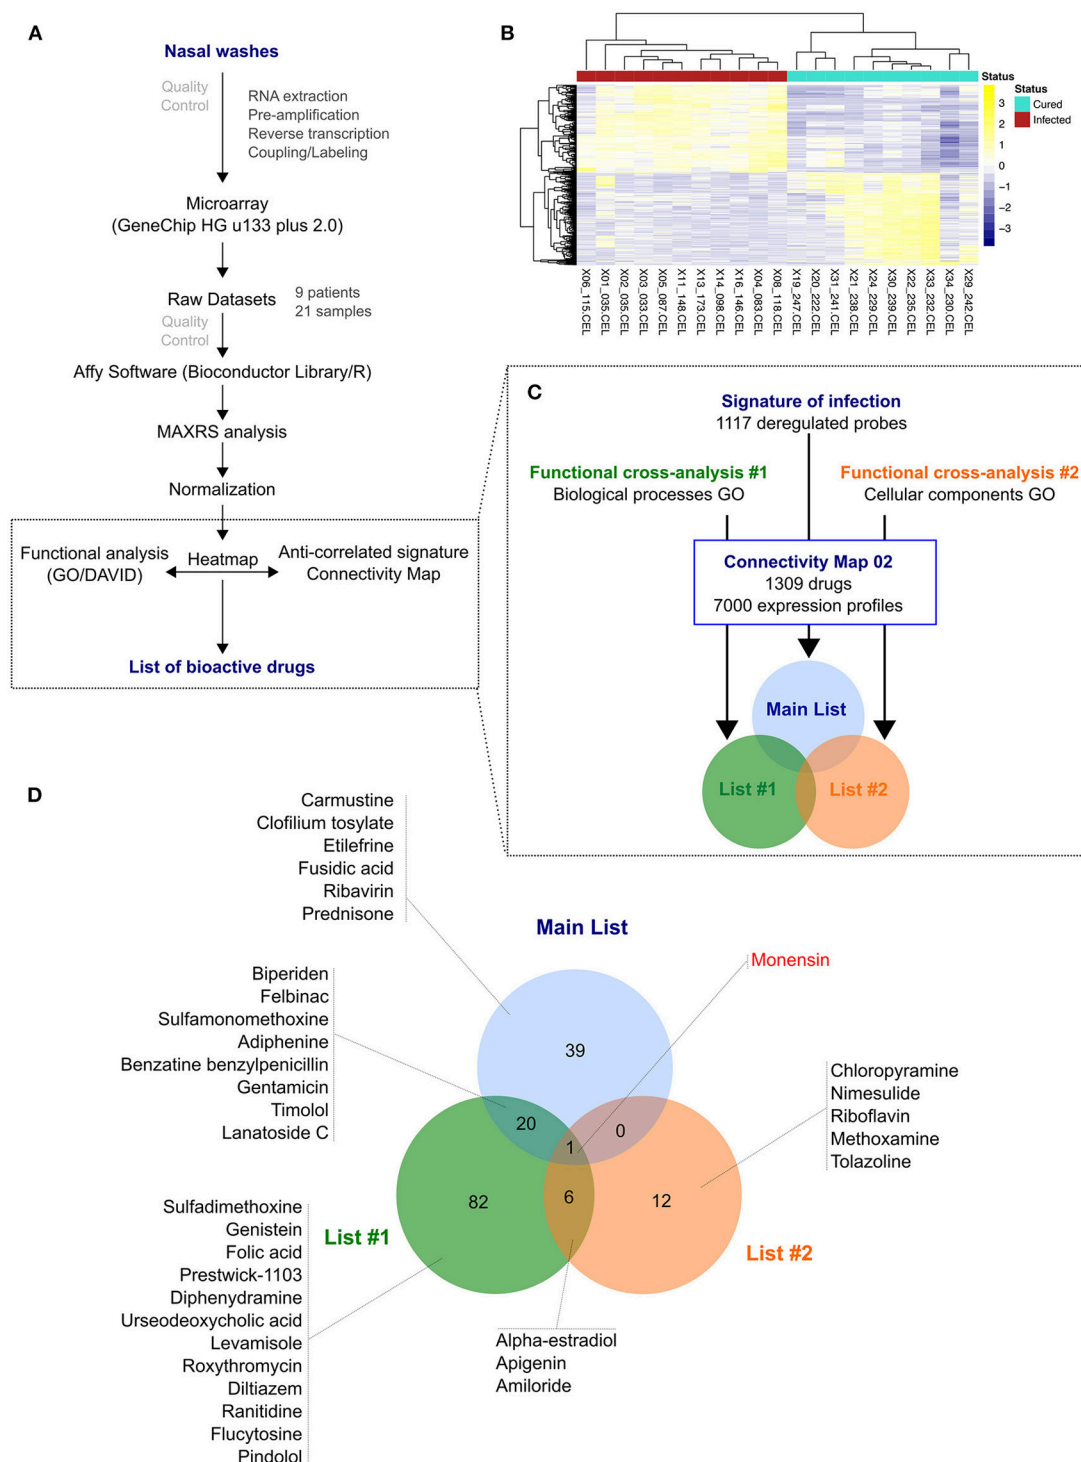 A
Nasal washes
Quality
Control
RNA extraction
Pre-amplification
Reverse transcription
Coupling/Labeling
Microarray
(GeneChip HG u133 plus 2.0)
Raw Datasets
9 patients
21 samples
Quality
Control
Affy Software (Bioconductor Library/R)
MAXRS analysis
Normalization
Functional analysis
(GO/DAVID)
Heatmap
Anti-correlated signature
Connectivity Map
List of bioactive drugs
B
Status
3
2
1
0
−1
−2
−3
Status
Cured
Infected
X06_115.CEL
X01_035.CEL
X02_035.CEL
X03_033.CEL
X05_087.CEL
X11_148.CEL
X13_173.CEL
X14_098.CEL
X16_146.CEL
X04_083.CEL
X08_118.CEL
X19_247.CEL
X20_222.CEL
X31_241.CEL
X21_238.CEL
X24_229.CEL
X30_239.CEL
X22_235.CEL
X33_232.CEL
X34_230.CEL
X29_242.CEL
C
Signature of infection
1117 deregulated probes
Functional cross-analysis #1
Biological processes GO
Functional cross-analysis #2
Cellular components GO
Connectivity Map 02
1309 drugs
7000 expression profiles
Main List
List #1
List #2
D
Carmustine
Clofilium tosylate
Etilefrine
Fusidic acid
Ribavirin
Prednisone
Main List
Monensin
Biperiden
Felbinac
Sulfamonomethoxine
Adiphenine
Benzatine benzylpenicillin
Gentamicin
Timolol
Lanatoside C
39
20
1
0
82
6
12
Chloropyramine
Nimesulide
Riboflavin
Methoxamine
Tolazoline
List #1
List #2
Sulfadimethoxine
Genistein
Folic acid
Prestwick-1103
Diphenydramine
Urseodeoxycholic acid
Levamisole
Roxythromycin
Diltiazem
Ranitidine
Flucytosine
Pindolol
Alpha-estradiol
Apigenin
Amiloride